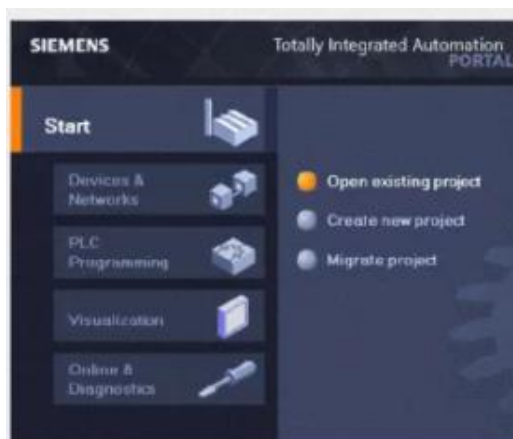 SIEMENS
Totally Integrated Automation
PORTAL
Start
Devices &
Networks
PLC
Programming
Visualization
Online &
Diagnostics
Open existing project
Create new project
Migrate project